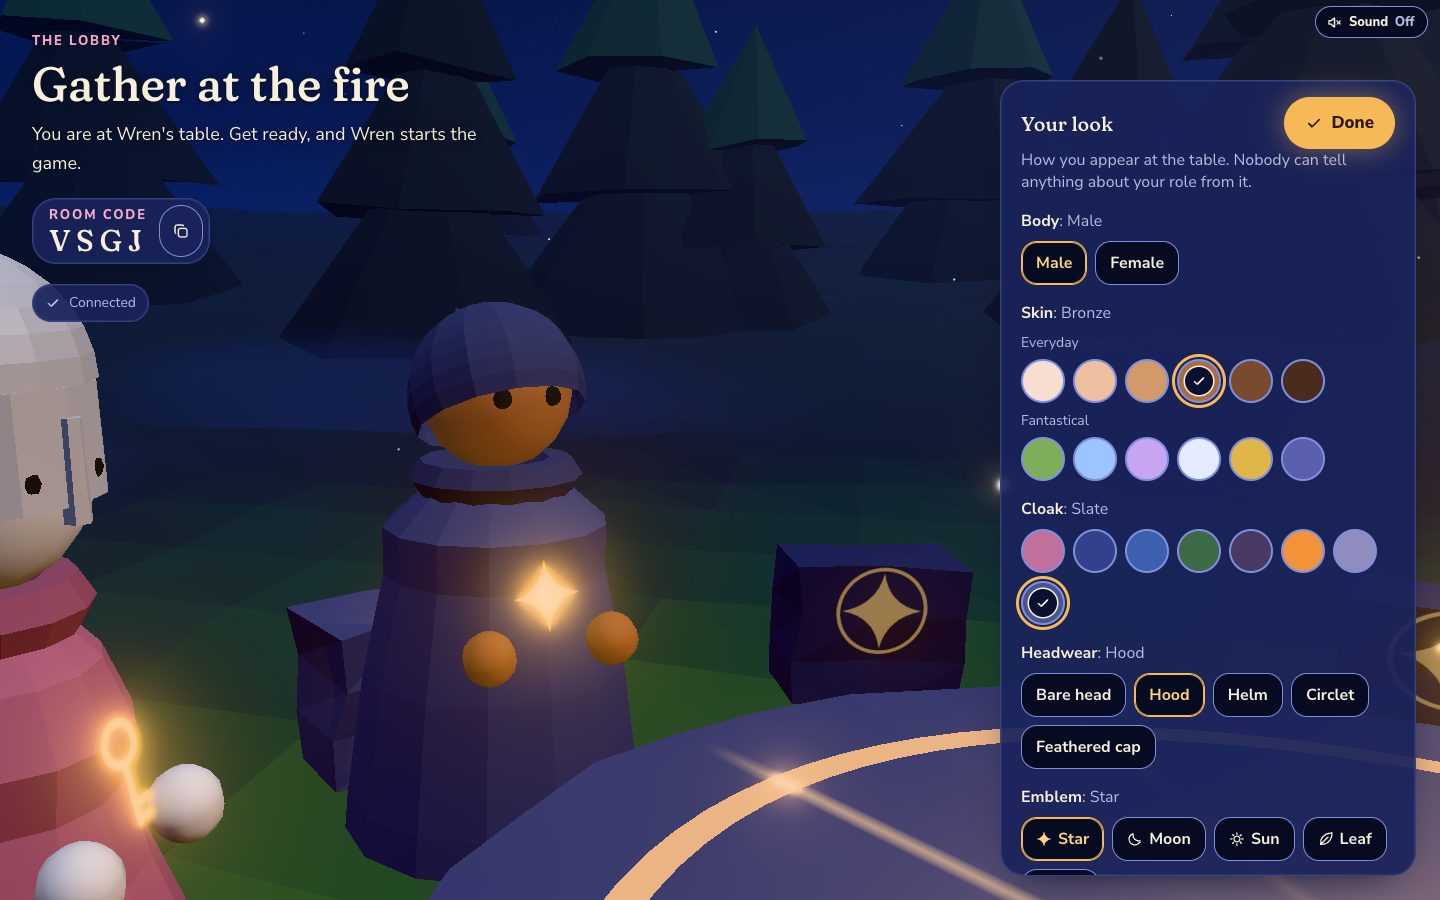 Sound Off
THE LOBBY
Gather at the fire
You are at Wren's table. Get ready, and Wren starts the
game.
ROOM CODE
VSGJ
Connected
Your look
Done
How you appear at the table. Nobody can tell
anything about your role from it.
Body: Male
Male
Female
Skin: Bronze
Everyday
Fantastical
Cloak: Slate
Headwear: Hood
Bare head
Hood
Helm
Circlet
Feathered cap
Emblem: Star
Star
Moon
Sun
Leaf